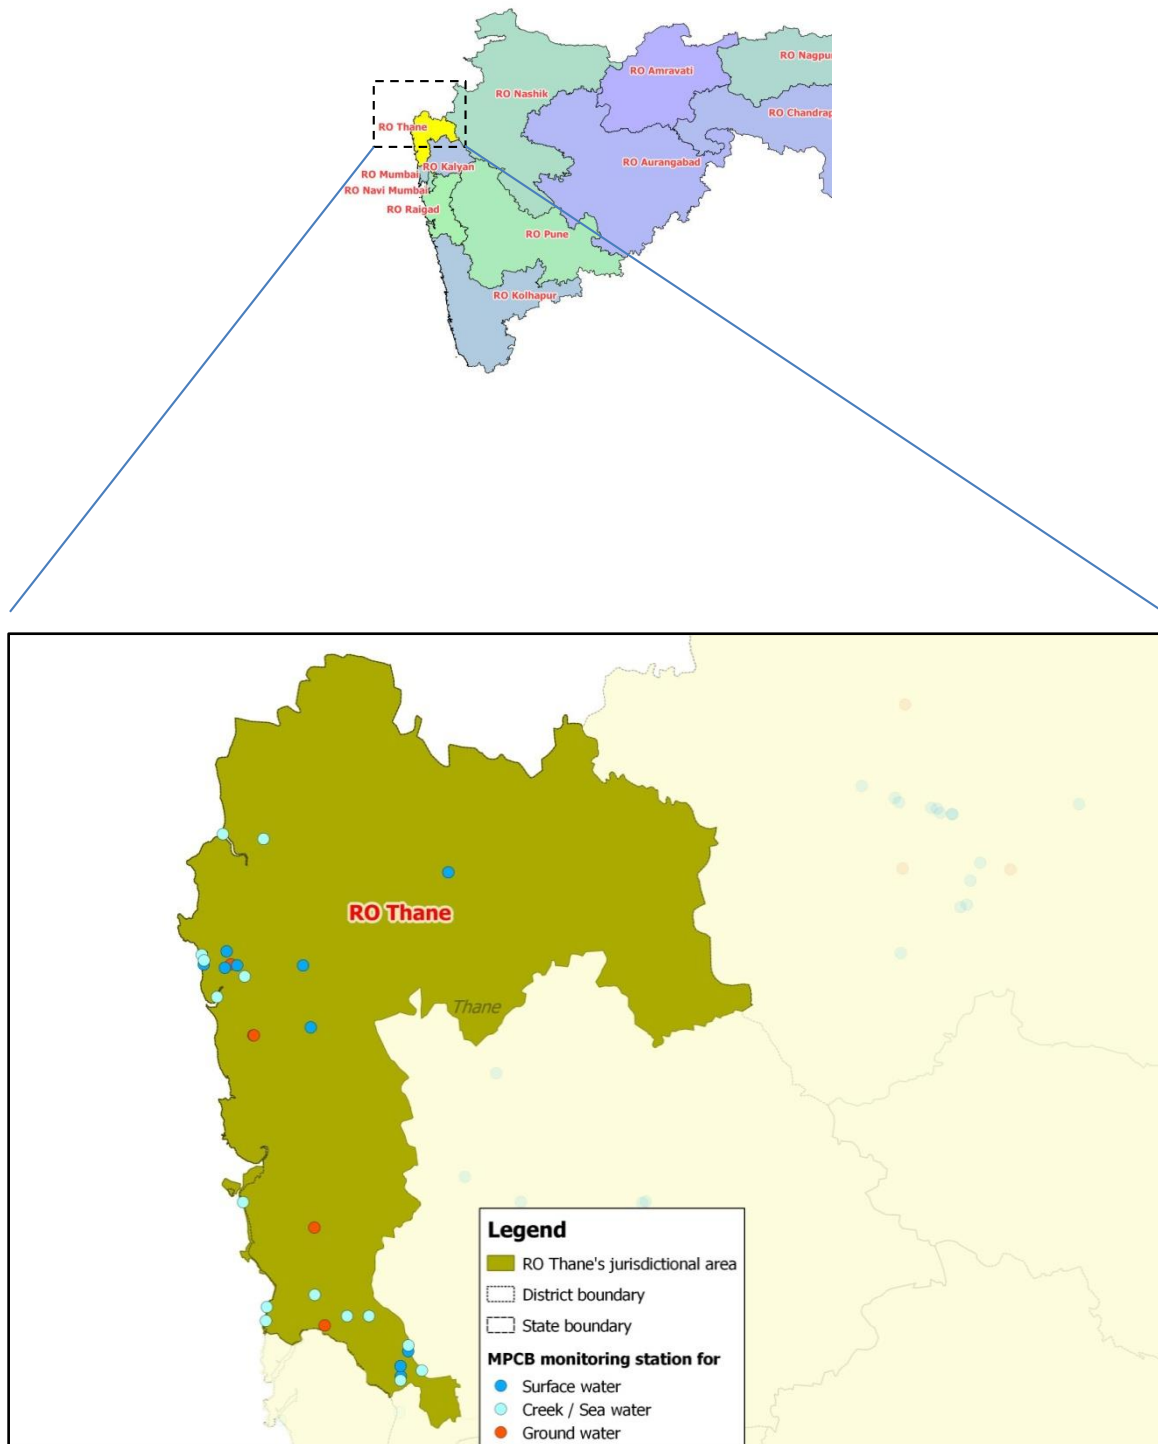 RO Nagpu
RO Amravati
RO Nashik
RO Chandrap
RO Thane
RO Aurangabad
RO Kalyan
RO Mumbai
RO Navi Mumbai
RO Raigad
RO Pune
RO Kolhapur
RO Thane
Thane
Legend
RO Thane's jurisdictional area
District boundary
State boundary
MPCB monitoring station for
Surface water
Creek / Sea water
Ground water